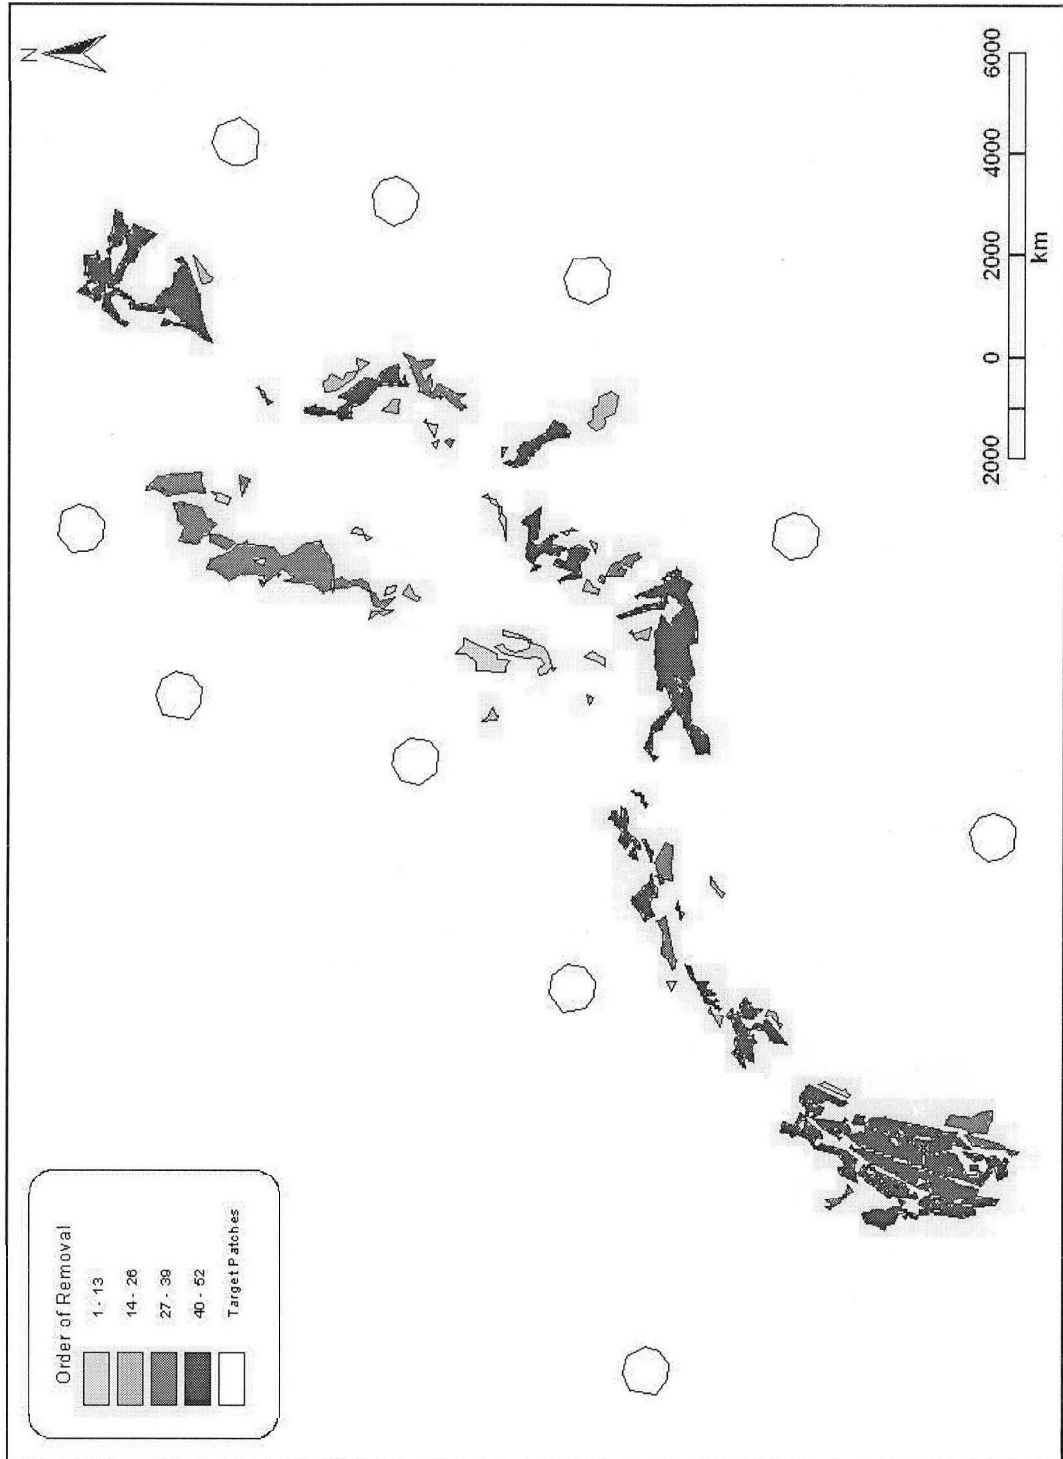 N
Order of Removal
1 - 13
14 - 26
27 - 39
40 - 52
Target Patches
2000 0 2000 4000 6000
km